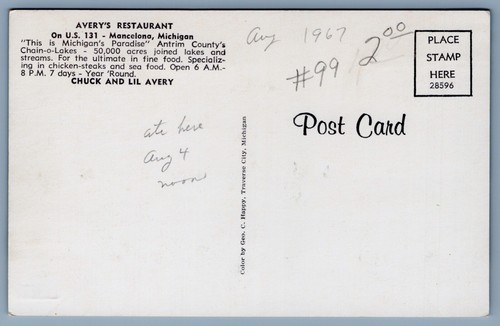 AVERY'S RESTAURANT
On U.S. 131 - Mancelona, Michigan
"This is Michigan's Paradise" Antrim County's
Chain-o-Lakes - 50,000 acres joined lakes and
streams. For the ultimate in fine food. Specializ-
ing in chicken-steaks and sea food. Open 6 A.M.-
8 P.M. 7 days - Year 'Round.
CHUCK AND LIL AVERY
Aug 1967
#99
2.00
PLACE
STAMP
HERE
28596
Post Card
ate here
Aug 4
noon
Color by Geo. C. Happy, Traverse City, Michigan